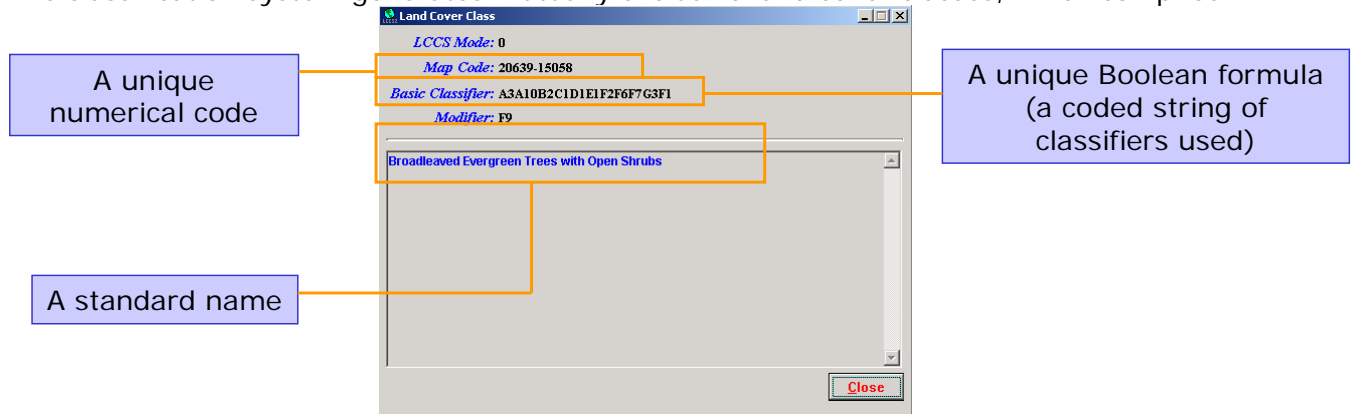 Land Cover Class
LCCS Mode: 0
Map Code: 20639-15058
Basic Classifier: A3A10B2C1D1E1F2F6F7G3F1
Modifier: F9
Broadleaved Evergreen Trees with Open Shrubs
Close
A unique
numerical code
A unique Boolean formula
(a coded string of
classifiers used)
A standard name